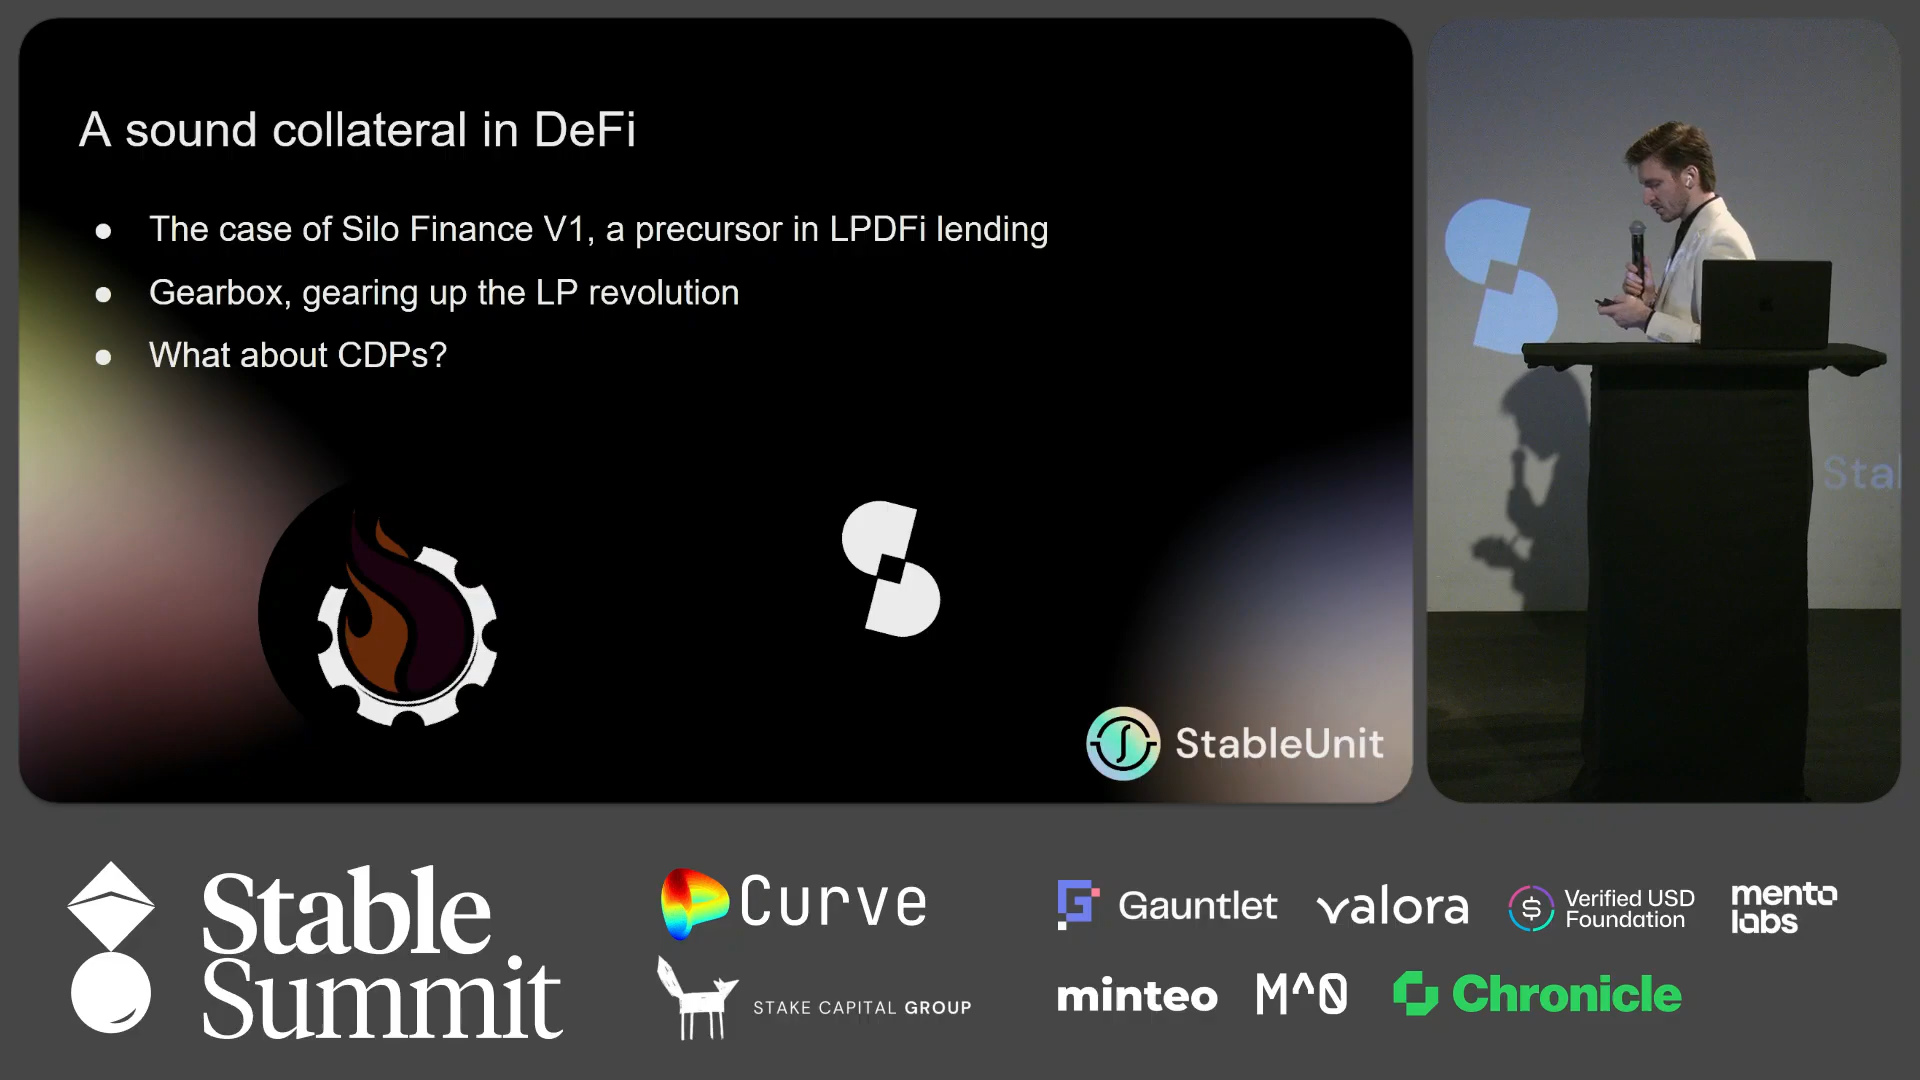 A sound collateral in DeFi
The case of Silo Finance V1, a precursor in LPDFi lending
Gearbox, gearing up the LP revolution
What about CDPs?
StableUnit
Stal
Stable
Summit
Curve
STAKE CAPITAL GROUP
Gauntlet
valora
Verified USD
Foundation
mento
labs
minteo
M^0
Chronicle